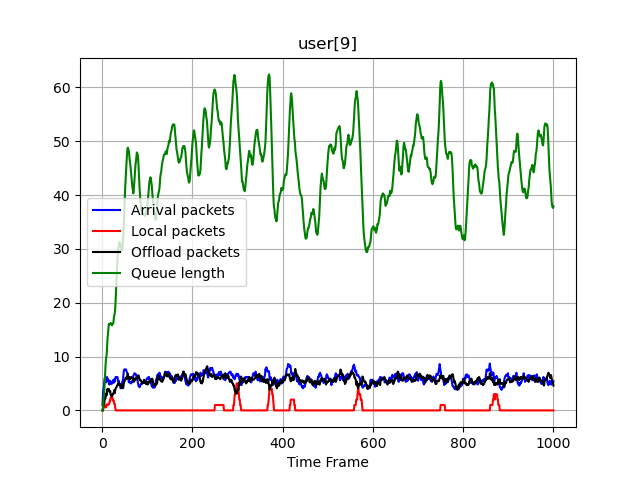 user[9]
60
50
40
30
20
10
0
Arrival packets
Local packets
Offload packets
Queue length
0 200 400 600 800 1000
Time Frame